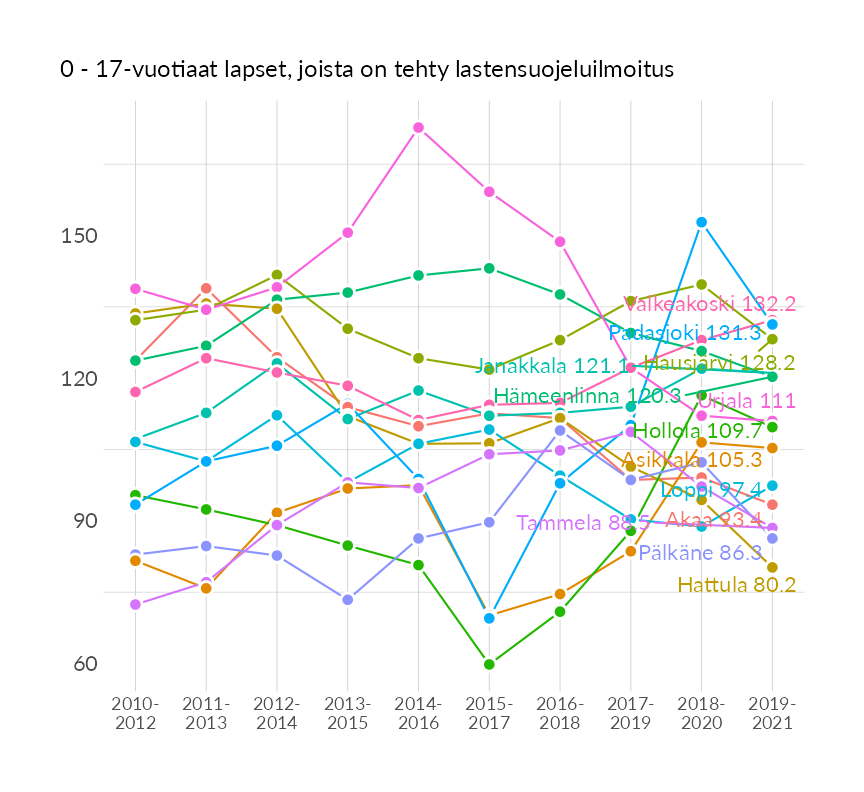 0 - 17-vuotiaat lapset, joista on tehty lastensuojeluilmoitus
150
120
90
60
Valkeakoski 132.2
Padasjoki 131.3
Janakkala 121.1
Hausjärvi 128.2
Hämeenlinna 120.3
Urjala 111
Hollola 109.7
Asikkala 105.3
Loppi 97.4
Akaa 93.4
Tammela 88.5
Pälkäne 86.3
Hattula 80.2
2010-
2012
2011-
2013
2012-
2014
2013-
2015
2014-
2016
2015-
2017
2016-
2018
2017-
2019
2018-
2020
2019-
2021